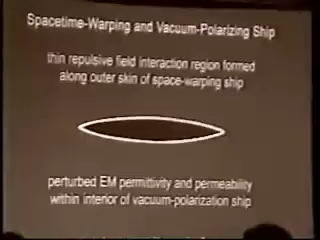 Spacetime-Warping and Vacuum-Polarizing Ship
thin repulsive field interaction region formed
along outer skin of space-warping ship
perturbed EM permittivity and permeability
within interior of vacuum-polarization ship